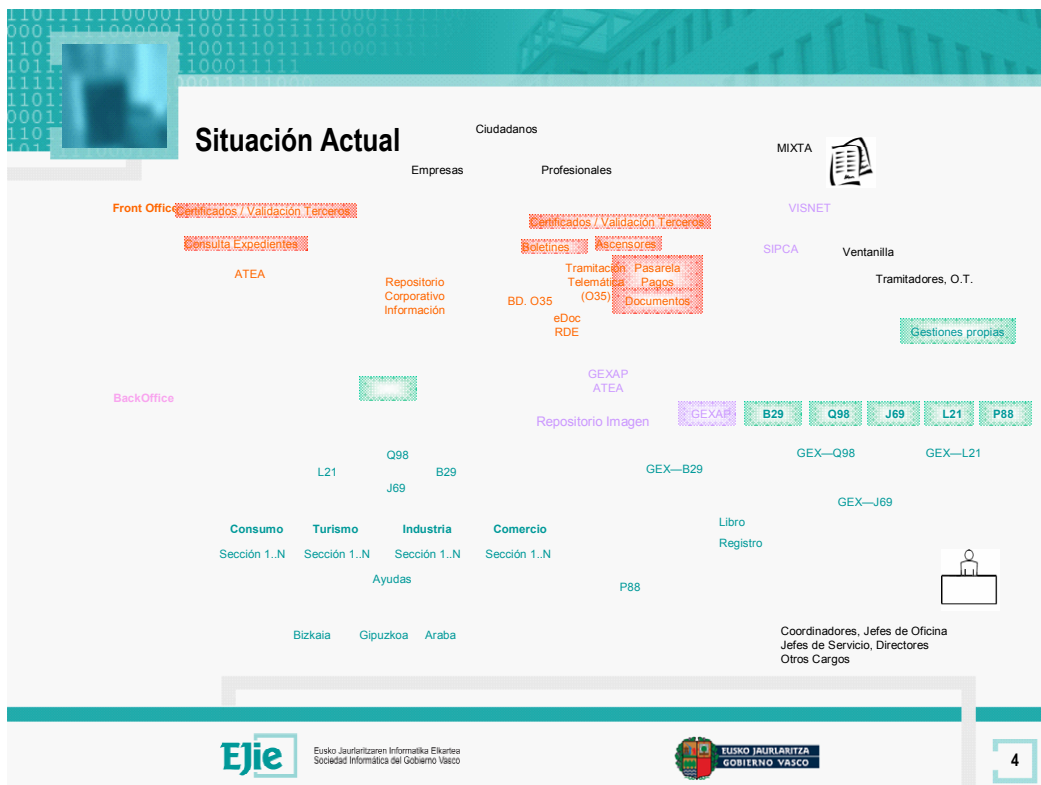 Situación Actual
Ciudadanos
Empresas
Profesionales
MIXTA
Front Office
Certificados / Validación Terceros
Certificados / Validación Terceros
VISNET
Consulta Expedientes
Boletines
Ascensores
SIPCA
Ventanilla
ATEA
Repositorio
Corporativo
Información
BD. O35
Tramitación
Telemática
(O35)
Pasarela
Pagos
Documentos
eDoc
RDE
Tramitadores, O.T.
Gestiones propias
GEXAP
ATEA
BackOffice
Repositorio Imagen
GEXAP
B29
Q98
J69
L21
P88
Q98
L21
B29
J69
GEX—B29
GEX—Q98
GEX—L21
GEX—J69
Consumo
Turismo
Industria
Comercio
Libro
Registro
Sección 1..N
Sección 1..N
Sección 1..N
Sección 1..N
Ayudas
P88
Bizkaia
Gipuzkoa
Araba
Coordinadores, Jefes de Oficina
Jefes de Servicio, Directores
Otros Cargos
EJie
Eusko Jaurlaritzaren Informatika Elkartea
Sociedad Informática del Gobierno Vasco
EUSKO JAURLARITZA
GOBIERNO VASCO
4